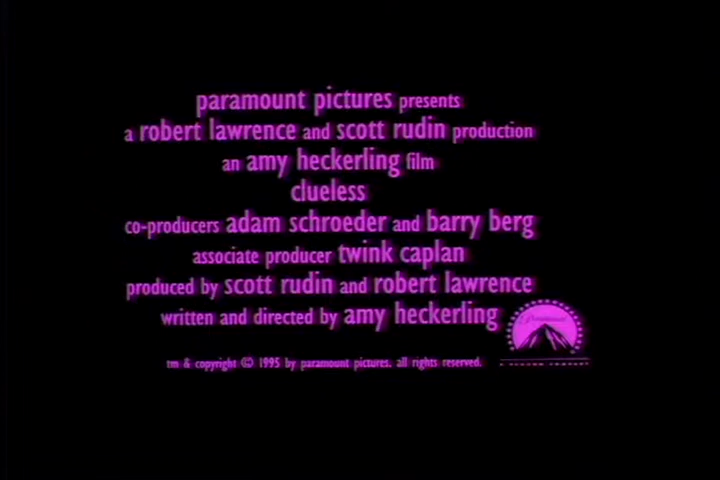 paramount pictures presents
a robert lawrence and scott rudin production
an amy heckerling film
clueless
co-producers adam schroeder and barry berg
associate producer twink caplan
produced by scott rudin and robert lawrence
written and directed by amy heckerling
Paramount
tm & copyright © 1995 by paramount pictures. all rights reserved.